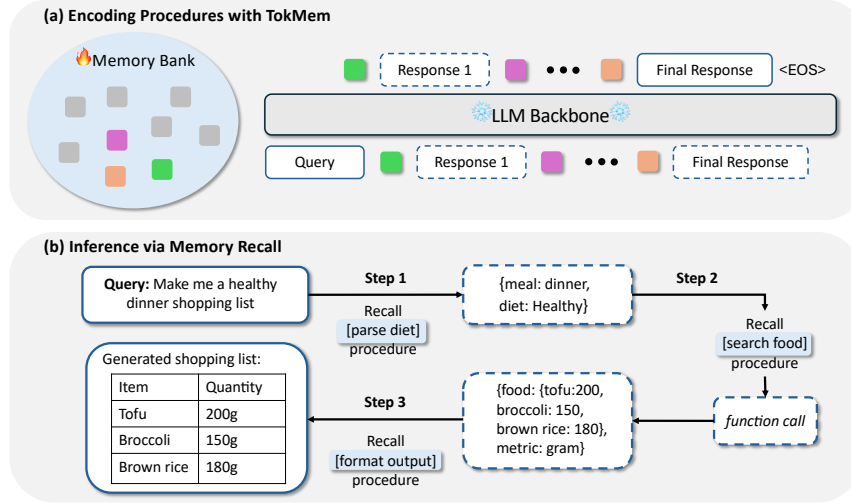 (a) Encoding Procedures with TokMem
Memory Bank
Response 1
Final Response
<EOS>
LLM Backbone
Query
Response 1
Final Response
(b) Inference via Memory Recall
Query: Make me a healthy
dinner shopping list
Step 1
Recall
[parse diet]
procedure
{meal: dinner,
diet: Healthy}
Step 2
Recall
[search food]
procedure
function call
{food: {tofu:200,
broccoli: 150,
brown rice: 180},
metric: gram}
Step 3
Recall
[format output]
procedure
Generated shopping list:
Item Quantity
Tofu 200g
Broccoli 150g
Brown rice 180g